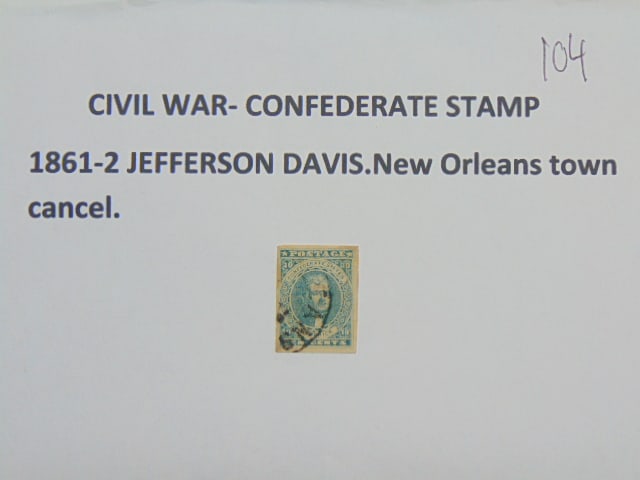 104
CIVIL WAR- CONFEDERATE STAMP
1861-2 JEFFERSON DAVIS.New Orleans town
cancel.
POSTAGE